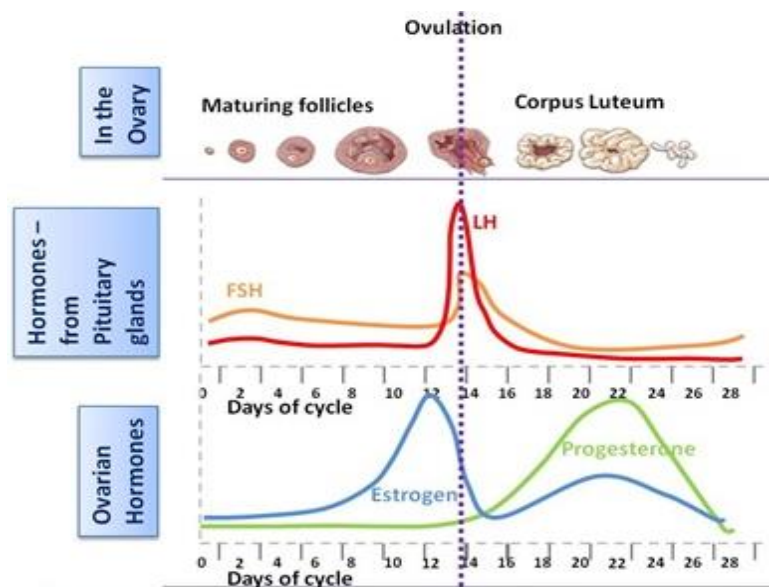 Ovulation
In the
Ovary
Maturing follicles
Corpus Luteum
Hormones –
from
Pituitary
glands
LH
FSH
0 2 4 6 8 10 12 14 16 18 20 22 24 26 28
Days of cycle
Ovarian
Hormones
Progesterone
Estrogen
0 2 4 6 8 10 12 14 16 18 20 22 24 26 28
Days of cycle